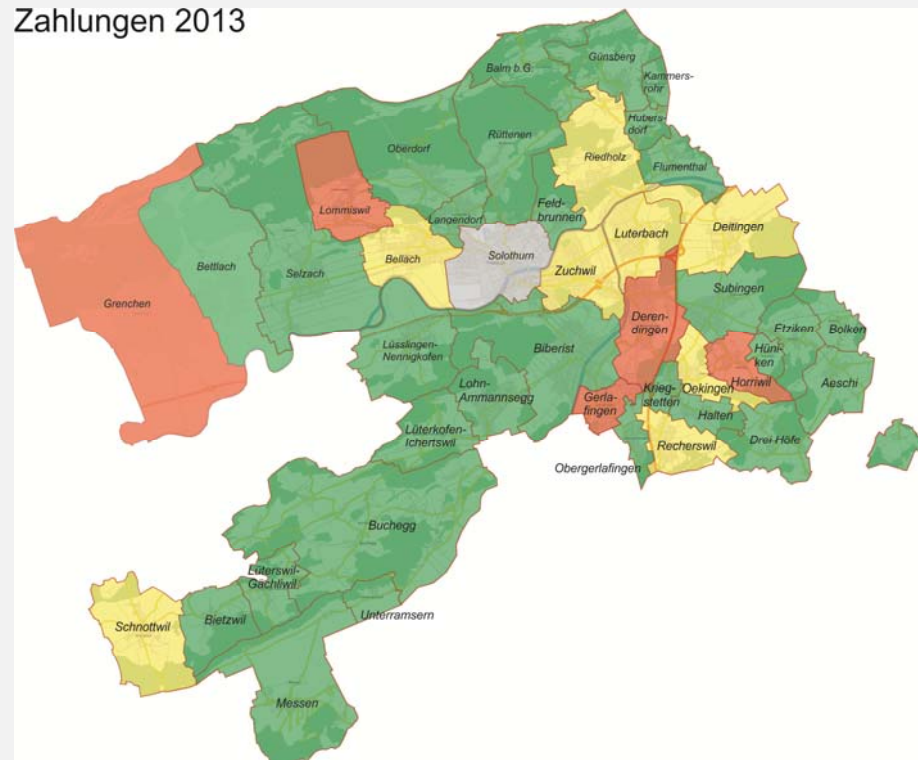 Zahlungen 2013
Günsberg
Balm b.G.
Kammers-
rohr
Hubers-
dorf
Rüttenen
Oberdorf
Riedholz
Flumenthal
Lommiswil
Feld-
brunnen
Langendorf
Luterbach
Deitingen
Solothurn
Bellach
Bettlach
Selzach
Zuchwil
Subingen
Grenchen
Deren-
dingen
Etziken
Bolken
Lüsslingen-
Nennigkofen
Biberist
Hüni-
ken
Horriwil
Aeschi
Lohn-
Ammannsegg
Oekingen
Krieg-
stetten
Gerla-
fingen
Halten
Lüterkofen-
Ichertswil
Drei Höfe
Recherswil
Obergerlafingen
Buchegg
Lüterswil-
Gächliwil
Unterramsern
Bietzwil
Schnottwil
Messen